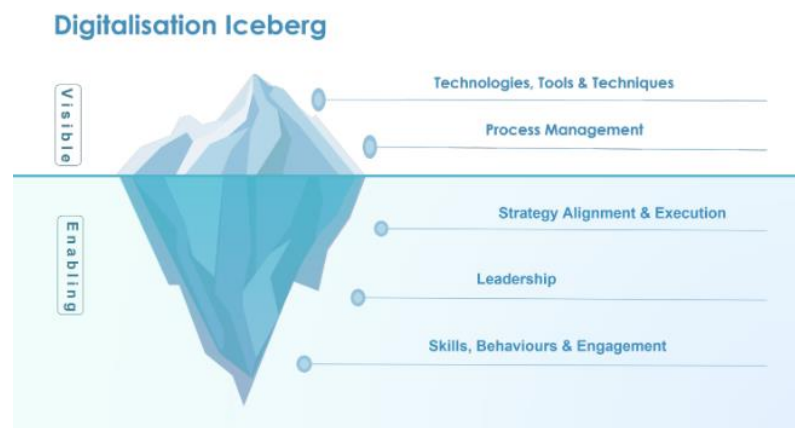 Digitalisation Iceberg
Visible
Technologies, Tools & Techniques
Process Management
Enabling
Strategy Alignment & Execution
Leadership
Skills, Behaviours & Engagement